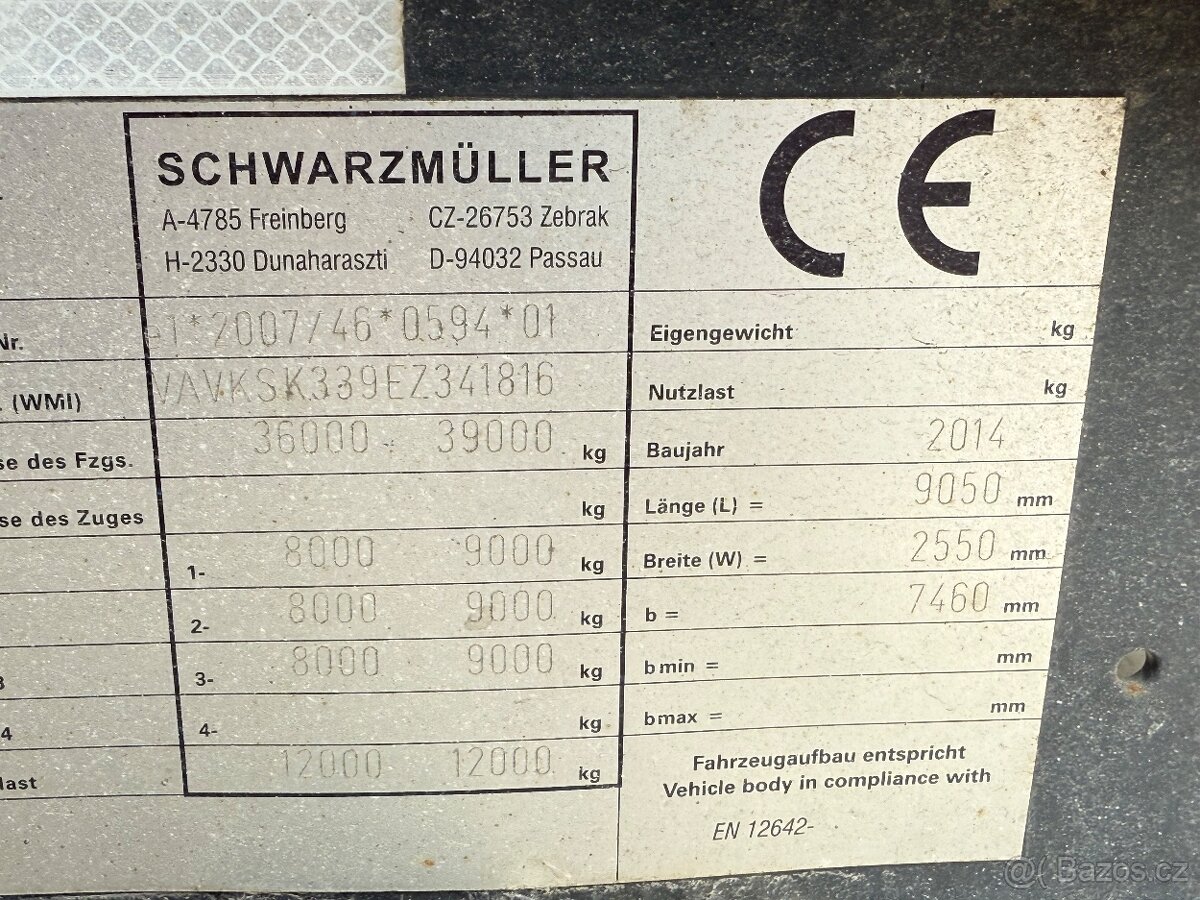 SCHWARZMÜLLER
A-4785 Freinberg CZ-26753 Zebrak
H-2330 Dunaharaszti D-94032 Passau
Nr. e1*2007/46*0594*01 Eigengewicht kg
(WMI) VAVKSK339EZ341816 Nutzlast kg
se des Fzgs. 36000 - 39000 kg Baujahr 2014
se des Zuges kg Länge (L) = 9050 mm
1- 8000 9000 kg Breite (W) = 2550 mm
2- 8000 9000 kg b = 7460 mm
3 3- 8000 9000 kg bmin = mm
4 4- kg bmax = mm
last 12000 12000 kg
CE
Fahrzeugaufbau entspricht
Vehicle body in compliance with
EN 12642-
@( Bazos.cz